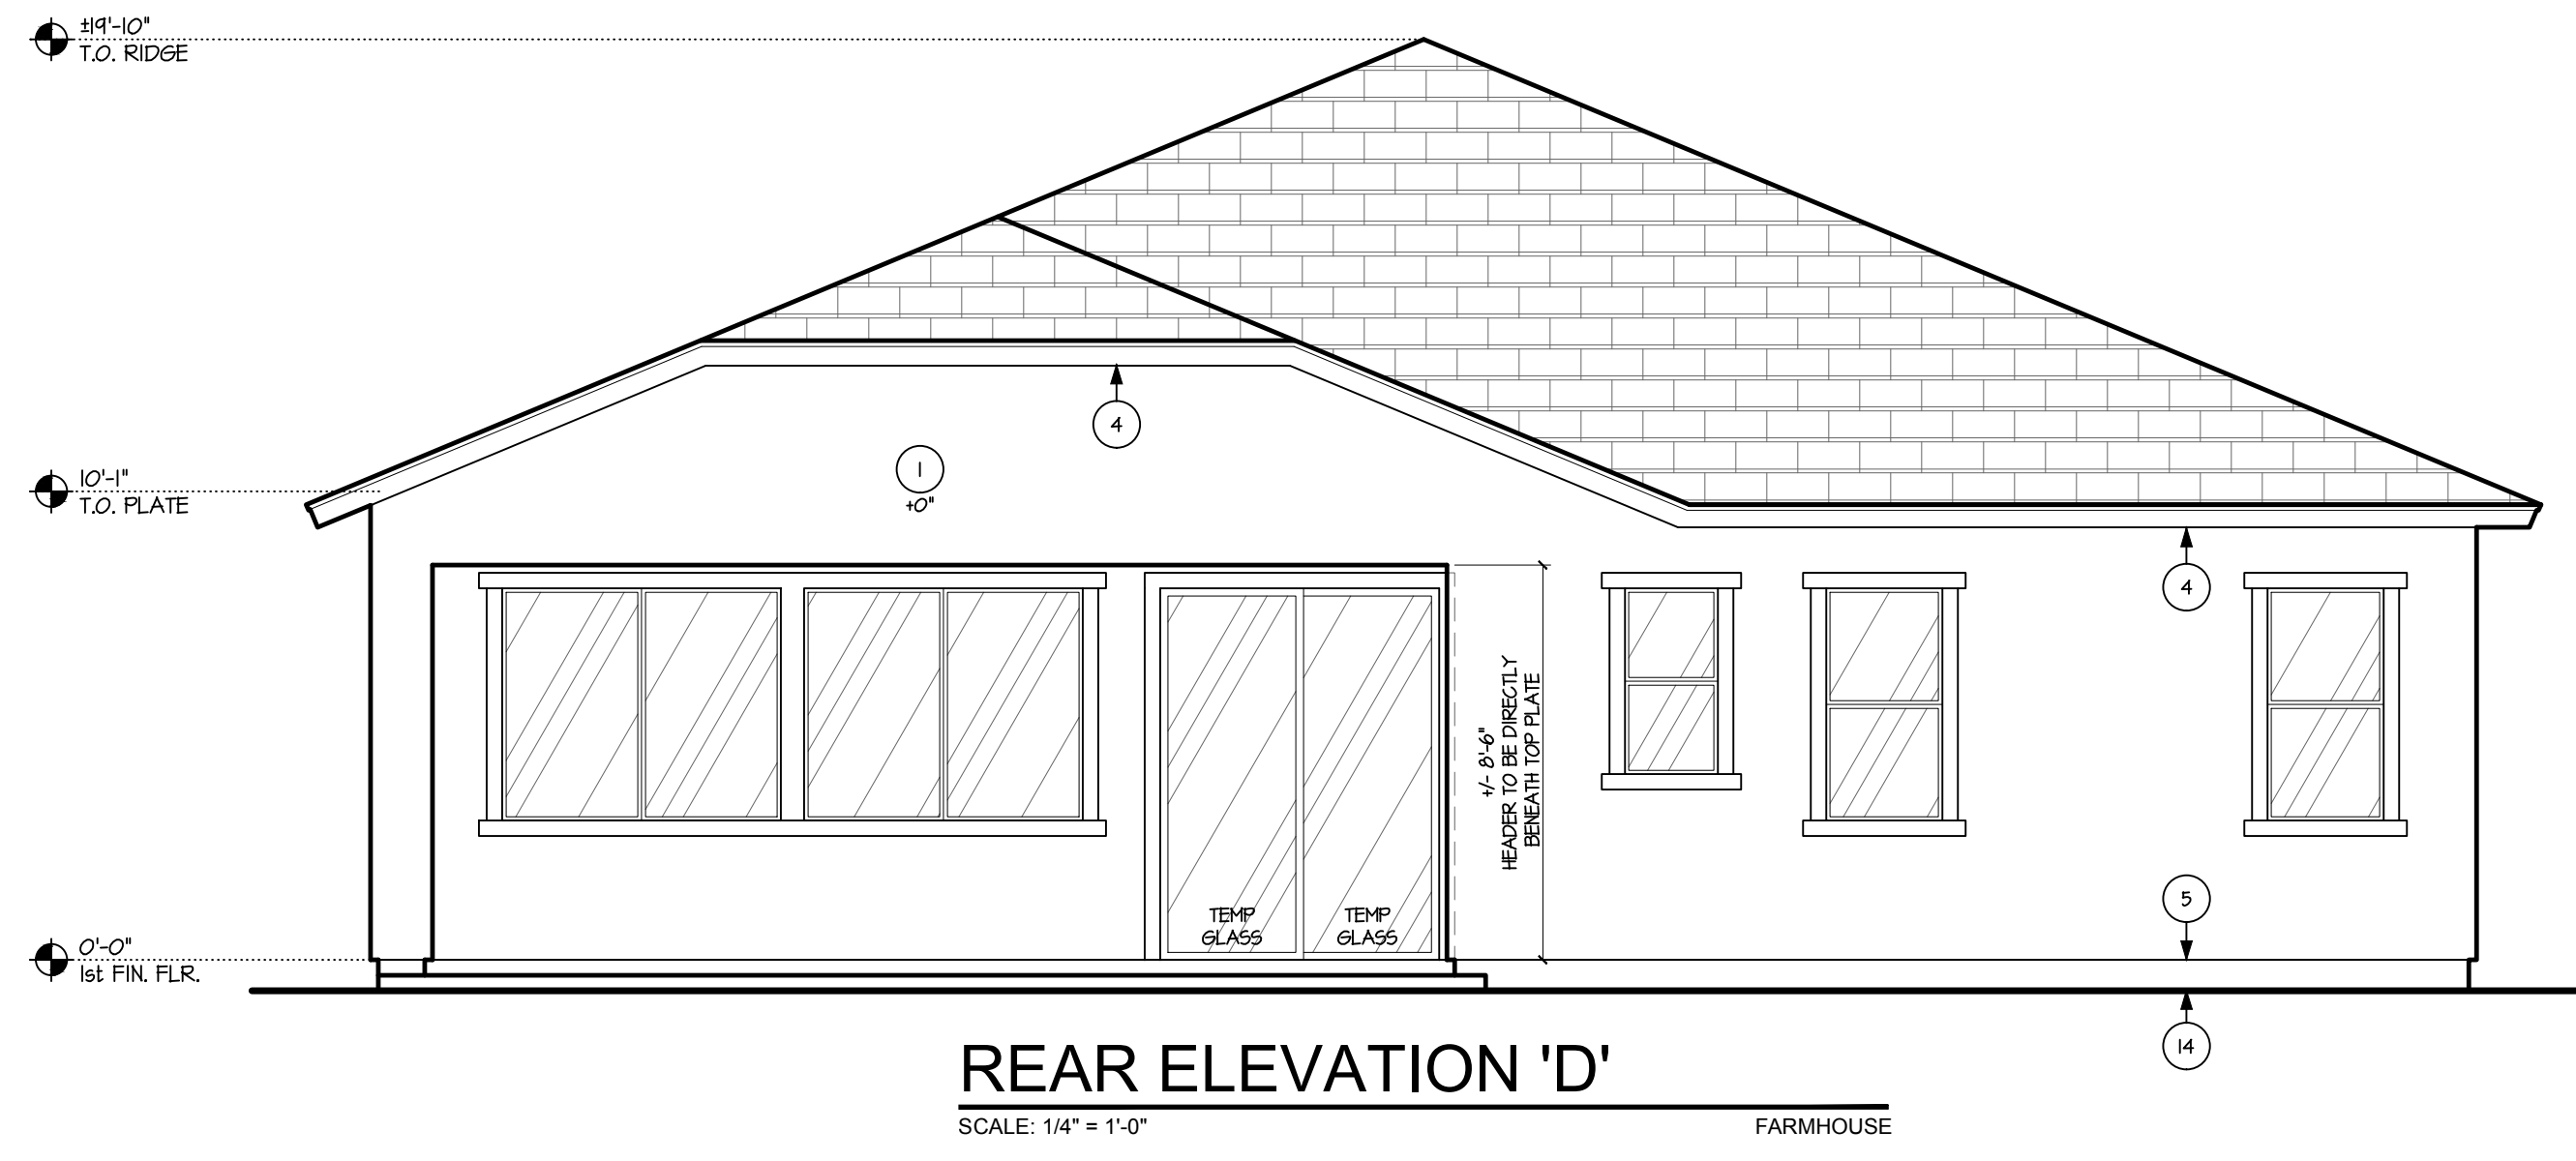 ±19'-10"
T.O. RIDGE
4
1
+0"
10'-1"
T.O. PLATE
4
+/- 8'-6"
HEADER TO BE DIRECTLY
BENEATH TOP PLATE
TEMP
GLASS
TEMP
GLASS
5
0'-0"
1st FIN. FLR.
14
REAR ELEVATION 'D'
SCALE: 1/4" = 1'-0"
FARMHOUSE